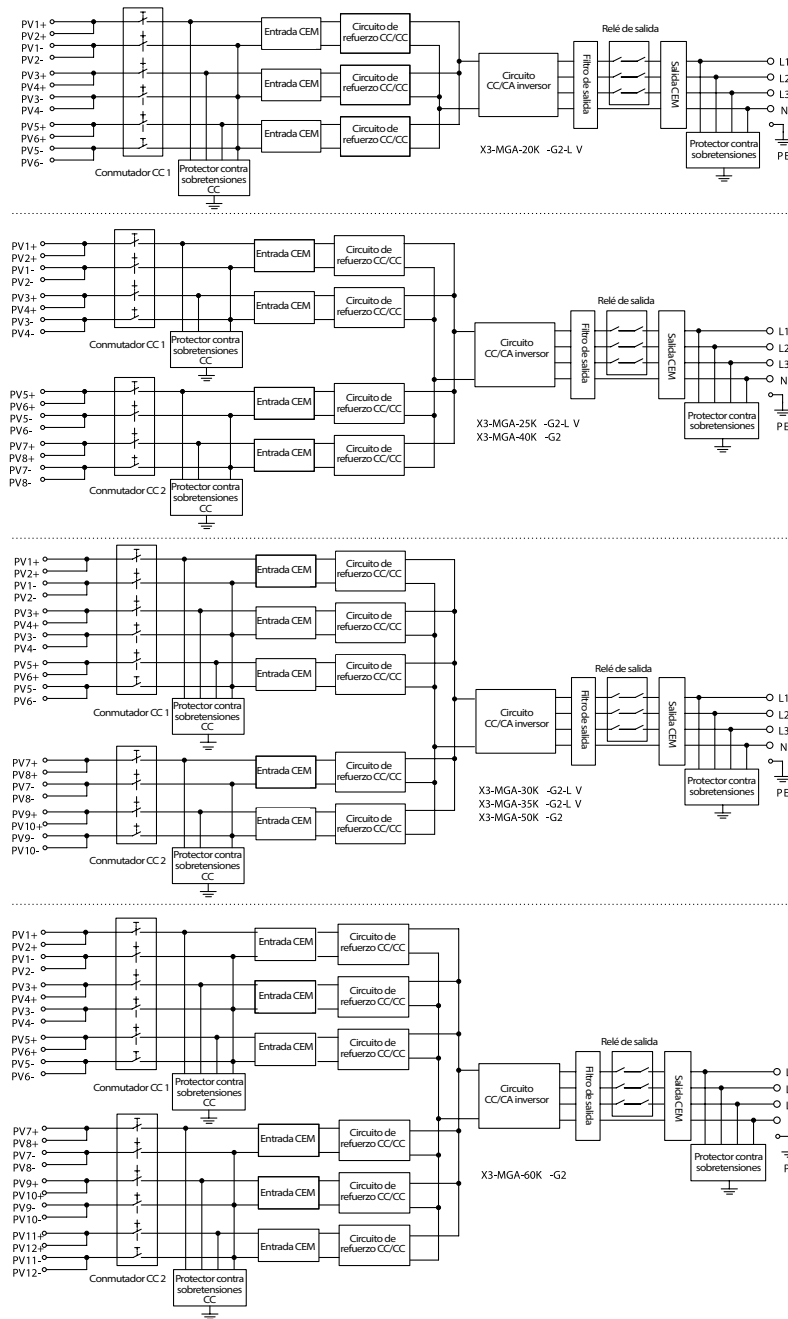 PV1+
PV2+
PV1-
PV2-
PV3+
PV4+
PV3-
PV4-
PV5+
PV6+
PV5-
PV6-
Conmutador CC 1
Protector contra
sobretensiones
CC
Entrada CEM
Circuito de
refuerzo CC/CC
Entrada CEM
Circuito de
refuerzo CC/CC
Entrada CEM
Circuito de
refuerzo CC/CC
Circuito
CC/CA inversor
Filtro de salida
Relé de salida
Salida CEM
Protector contra
sobretensiones
L1
L2
L3
N
PE
X3-MGA-20K -G2-L V
PV1+
PV2+
PV1-
PV2-
PV3+
PV4+
PV3-
PV4-
Conmutador CC 1
Protector contra
sobretensiones
CC
Entrada CEM
Circuito de
refuerzo CC/CC
Entrada CEM
Circuito de
refuerzo CC/CC
PV5+
PV6+
PV5-
PV6-
PV7+
PV8+
PV7-
PV8-
Conmutador CC 2
Protector contra
sobretensiones
CC
Entrada CEM
Circuito de
refuerzo CC/CC
Entrada CEM
Circuito de
refuerzo CC/CC
Circuito
CC/CA inversor
Filtro de salida
Relé de salida
Salida CEM
Protector contra
sobretensiones
L1
L2
L3
N
PE
X3-MGA-25K -G2-L V
X3-MGA-40K -G2
PV1+
PV2+
PV1-
PV2-
PV3+
PV4+
PV3-
PV4-
PV5+
PV6+
PV5-
PV6-
Conmutador CC 1
Protector contra
sobretensiones
CC
Entrada CEM
Circuito de
refuerzo CC/CC
Entrada CEM
Circuito de
refuerzo CC/CC
Entrada CEM
Circuito de
refuerzo CC/CC
PV7+
PV8+
PV7-
PV8-
PV9+
PV10+
PV9-
PV10-
Conmutador CC 2
Protector contra
sobretensiones
CC
Entrada CEM
Circuito de
refuerzo CC/CC
Entrada CEM
Circuito de
refuerzo CC/CC
Circuito
CC/CA inversor
Filtro de salida
Relé de salida
Salida CEM
Protector contra
sobretensiones
L1
L2
L3
N
PE
X3-MGA-30K -G2-L V
X3-MGA-35K -G2-L V
X3-MGA-50K -G2
PV1+
PV2+
PV1-
PV2-
PV3+
PV4+
PV3-
PV4-
PV5+
PV6+
PV5-
PV6-
Conmutador CC 1
Protector contra
sobretensiones
CC
Entrada CEM
Circuito de
refuerzo CC/CC
Entrada CEM
Circuito de
refuerzo CC/CC
Entrada CEM
Circuito de
refuerzo CC/CC
PV7+
PV8+
PV7-
PV8-
PV9+
PV10+
PV9-
PV10-
PV11+
PV12+
PV11-
PV12-
Conmutador CC 2
Protector contra
sobretensiones
CC
Entrada CEM
Circuito de
refuerzo CC/CC
Entrada CEM
Circuito de
refuerzo CC/CC
Entrada CEM
Circuito de
refuerzo CC/CC
Circuito
CC/CA inversor
Filtro de salida
Relé de salida
Salida CEM
Protector contra
sobretensiones
X3-MGA-60K -G2